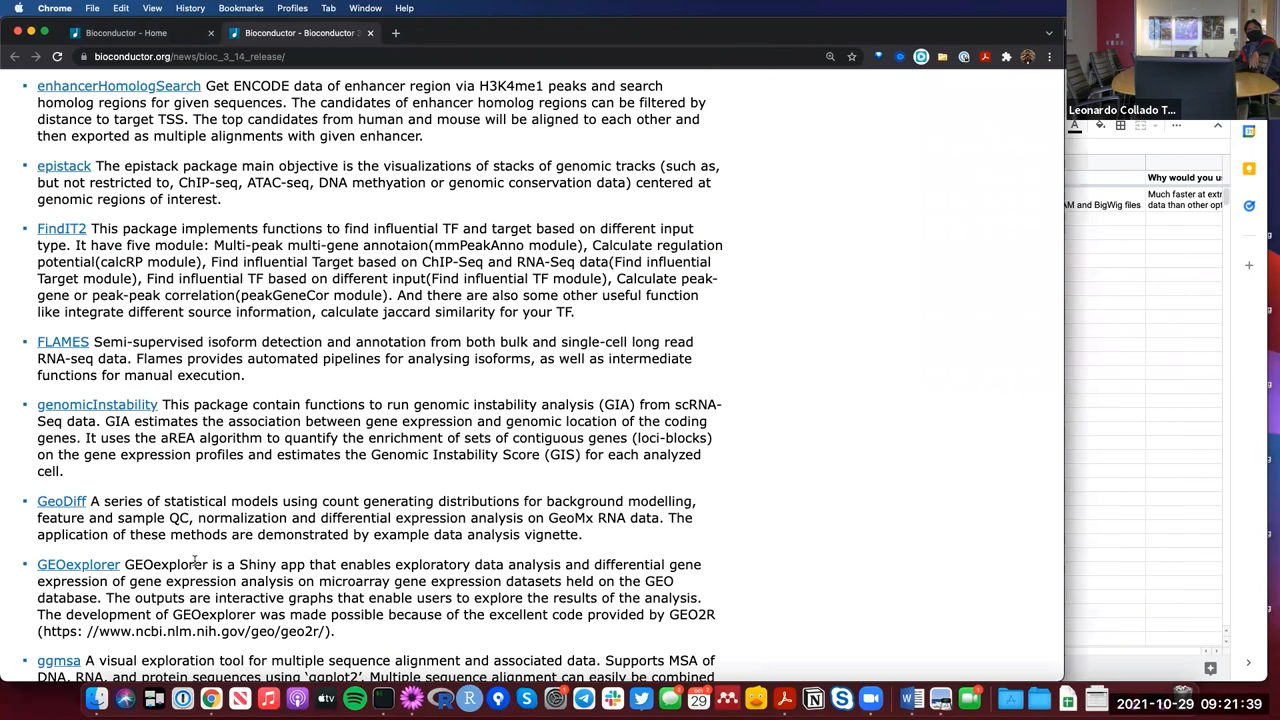 Chrome File Edit View History Bookmarks Profiles Tab Window Help
Bioconductor - Home
Bioconductor - Bioconductor 3
bioconductor.org/news/bioc_3_14_release/
Leonardo Collado T...
enhancerHomologSearch Get ENCODE data of enhancer region via H3K4me1 peaks and search
homolog regions for given sequences. The candidates of enhancer homolog regions can be filtered by
distance to target TSS. The top candidates from human and mouse will be aligned to each other and
then exported as multiple alignments with given enhancer.
epistack The epistack package main objective is the visualizations of stacks of genomic tracks (such as,
but not restricted to, ChIP-seq, ATAC-seq, DNA methyation or genomic conservation data) centered at
genomic regions of interest.
Why would you us
AM and BigWig files
Much faster at extr
data than other opt
FindIT2 This package implements functions to find influential TF and target based on different input
type. It have five module: Multi-peak multi-gene annotaion(mmPeakAnno module), Calculate regulation
potential(calcRP module), Find influential Target based on ChIP-Seq and RNA-Seq data(Find influential
Target module), Find influential TF based on different input(Find influential TF module), Calculate peak-
gene or peak-peak correlation(peakGeneCor module). And there are also some other useful function
like integrate different source information, calculate jaccard similarity for your TF.
FLAMES Semi-supervised isoform detection and annotation from both bulk and single-cell long read
RNA-seq data. Flames provides automated pipelines for analysing isoforms, as well as intermediate
functions for manual execution.
genomicInstability This package contain functions to run genomic instability analysis (GIA) from scRNA-
Seq data. GIA estimates the association between gene expression and genomic location of the coding
genes. It uses the aREA algorithm to quantify the enrichment of sets of contiguous genes (loci-blocks)
on the gene expression profiles and estimates the Genomic Instability Score (GIS) for each analyzed
cell.
GeoDiff A series of statistical models using count generating distributions for background modelling,
feature and sample QC, normalization and differential expression analysis on GeoMx RNA data. The
application of these methods are demonstrated by example data analysis vignette.
GEOexplorer GEOexplorer is a Shiny app that enables exploratory data analysis and differential gene
expression of gene expression analysis on microarray gene expression datasets held on the GEO
database. The outputs are interactive graphs that enable users to explore the results of the analysis.
The development of GEOexplorer was made possible because of the excellent code provided by GEO2R
(https: //www.ncbi.nlm.nih.gov/geo/geo2r/).
ggmsa A visual exploration tool for multiple sequence alignment and associated data. Supports MSA of
DNA, RNA, and protein sequences using 'ggplot2'. Multiple sequence alignment can easily be combined
2021-10-29 09:21:39